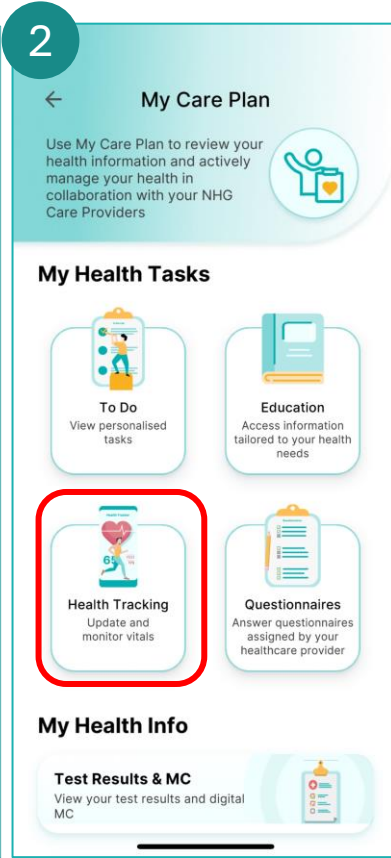 2
My Care Plan
Use My Care Plan to review your
health information and actively
manage your health in
collaboration with your NHG
Care Providers
My Health Tasks
To Do
View personalised
tasks
Education
Access information
tailored to your health
needs
Health Tracking
Update and
monitor vitals
Questionnaires
Answer questionnaires
assigned by your
healthcare provider
My Health Info
Test Results & MC
View your test results and digital
MC